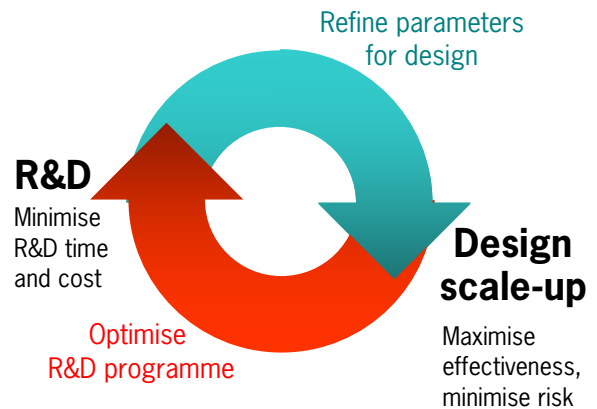 Refine parameters
for design
R&D
Minimise
R&D time
and cost
Design
scale-up
Maximise
effectiveness,
minimise risk
Optimise
R&D programme